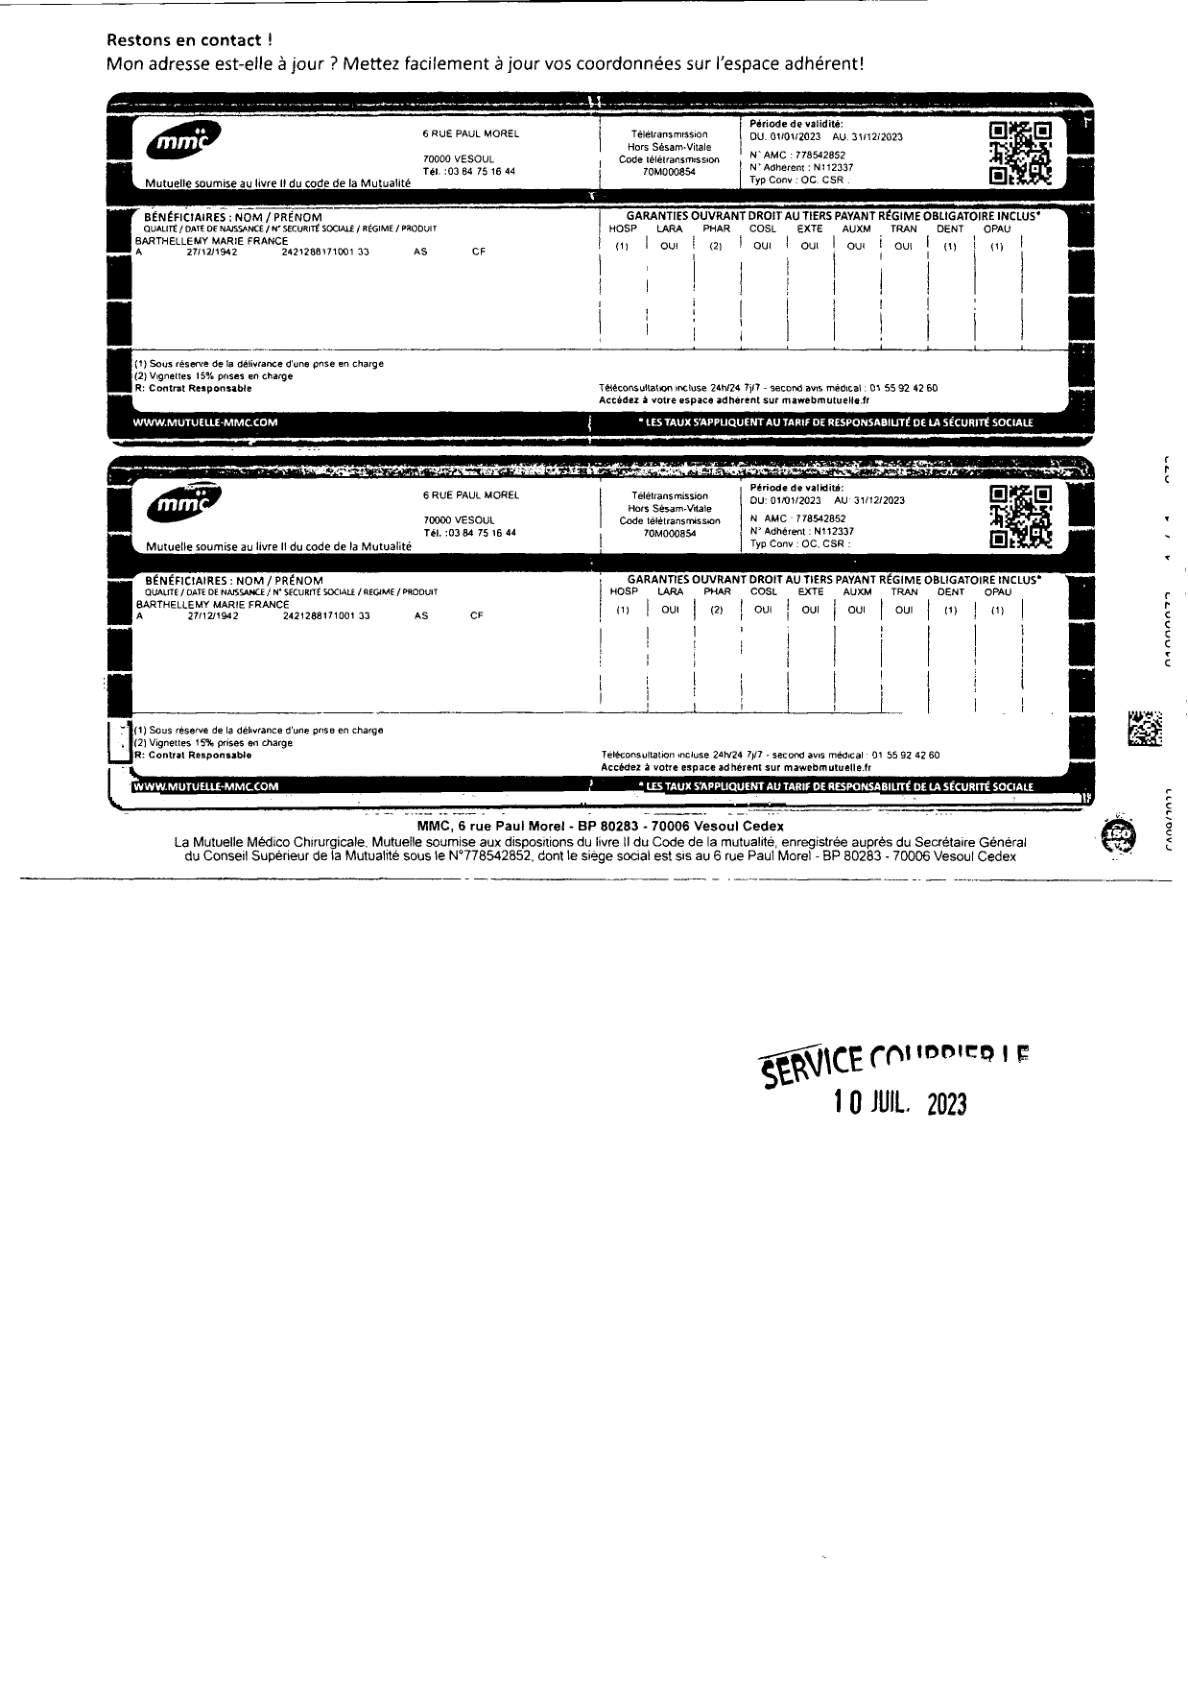 Restons en contact !
Mon adresse est-elle à jour ? Mettez facilement à jour vos coordonnées sur l'espace adhérent!
mmc
6 RUE PAUL MOREL
70000 VESOUL
Tél. :03 84 75 16 44
Mutuelle soumise au livre II du code de la Mutualité
Télétransmission
Hors Sésam-Vitale
Code télétransmission
70M000854
Période de validité:
DU. 01/01/2023 AU. 31/12/2023
N° AMC : 778542852
N° Adhérent : N112337
Typ Conv : OC. CSR .
BÉNÉFICIAIRES : NOM / PRÉNOM
QUALITÉ / DATE DE NAISSANCE / N° SECURITÉ SOCIALE / RÉGIME / PRODUIT
BARTHELLEMY MARIE FRANCE
A 27/12/1942 2421288171001 33 AS CF
GARANTIES OUVRANT DROIT AU TIERS PAYANT RÉGIME OBLIGATOIRE INCLUS*
HOSP LARA PHAR COSL EXTE AUXM TRAN DENT OPAU
(1) OUI (2) OUI OUI OUI OUI (1) (1)
(1) Sous réserve de la délivrance d'une prise en charge
(2) Vignettes 15% prises en charge
R: Contrat Responsable
Téléconsultation incluse 24h/24 7j/7 - second avis médical : 01 55 92 42 60
Accédez à votre espace adhérent sur mawebmutuelle.fr
WWW.MUTUELLE-MMC.COM
* LES TAUX S'APPLIQUENT AU TARIF DE RESPONSABILITÉ DE LA SÉCURITÉ SOCIALE
mmc
6 RUE PAUL MOREL
70000 VESOUL
Tél. :03 84 75 16 44
Mutuelle soumise au livre II du code de la Mutualité
Télétransmission
Hors Sésam-Vitale
Code télétransmission
70M000854
Période de validité:
DU: 01/01/2023 AU: 31/12/2023
N AMC : 778542852
N° Adhérent : N112337
Typ Conv : OC. CSR :
BÉNÉFICIAIRES : NOM / PRÉNOM
QUALITE / DATE DE NAISSANCE / N° SECURITÉ SOCIALE / REGIME / PRODUIT
BARTHELLEMY MARIE FRANCE
A 27/12/1942 2421288171001 33 AS CF
GARANTIES OUVRANT DROIT AU TIERS PAYANT RÉGIME OBLIGATOIRE INCLUS*
HOSP LARA PHAR COSL EXTE AUXM TRAN DENT OPAU
(1) OUI (2) OUI OUI OUI OUI (1) (1)
(1) Sous réserve de la délivrance d'une prise en charge
(2) Vignettes 15% prises en charge
R: Contrat Responsable
Téléconsultation incluse 24h/24 7j/7 - second avis médical : 01 55 92 42 60
Accédez à votre espace adhérent sur mawebmutuelle.fr
WWW.MUTUELLE-MMC.COM
* LES TAUX S'APPLIQUENT AU TARIF DE RESPONSABILITÉ DE LA SÉCURITÉ SOCIALE
MMC, 6 rue Paul Morel - BP 80283 - 70006 Vesoul Cedex
La Mutuelle Médico Chirurgicale. Mutuelle soumise aux dispositions du livre II du Code de la mutualité, enregistrée auprès du Secrétaire Général
du Conseil Supérieur de la Mutualité sous le N°778542852, dont le siège social est sis au 6 rue Paul Morel - BP 80283 - 70006 Vesoul Cedex
ISO
SERVICE COURRIER LE
10 JUIL. 2023